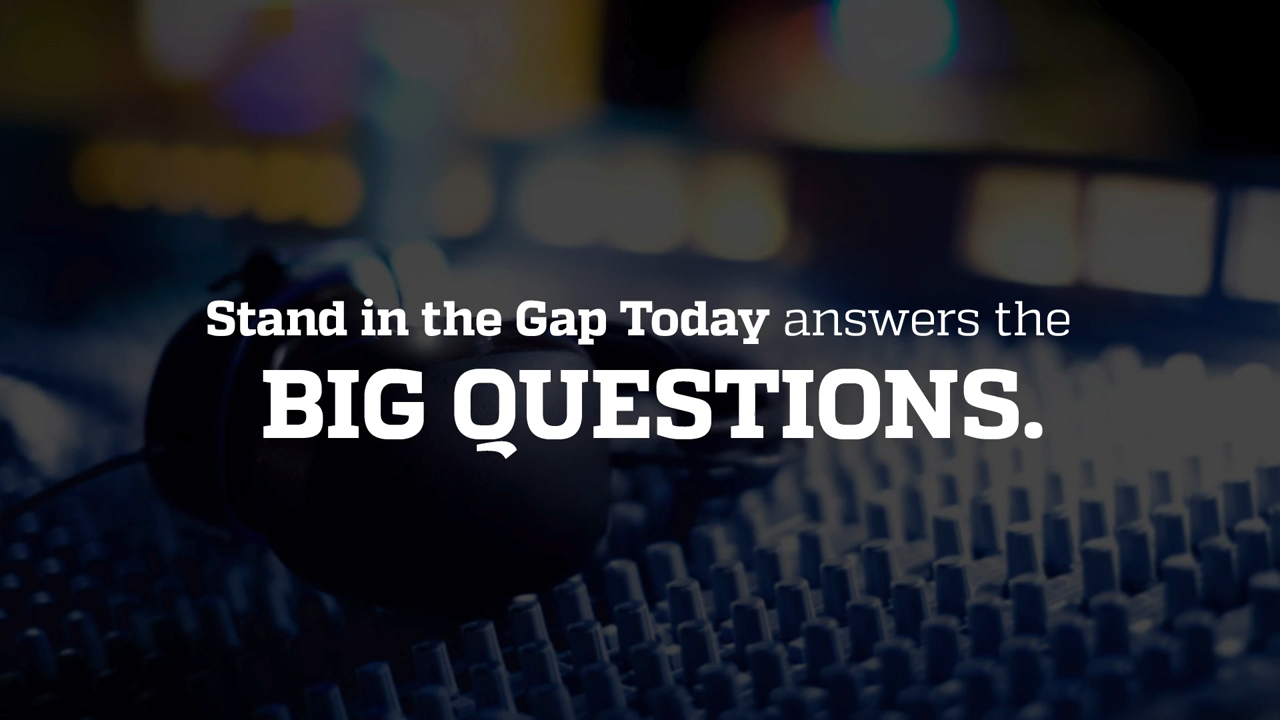 Stand in the Gap Today answers the
BIG QUESTIONS.